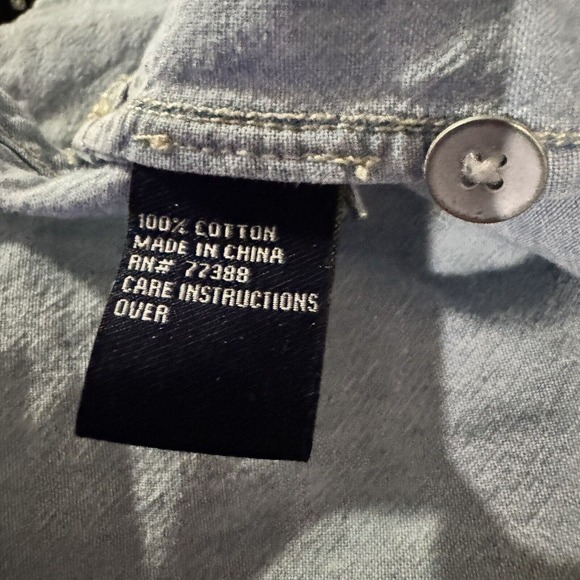 100% COTTON
MADE IN CHINA
RN# 77388
CARE INSTRUCTIONS
OVER